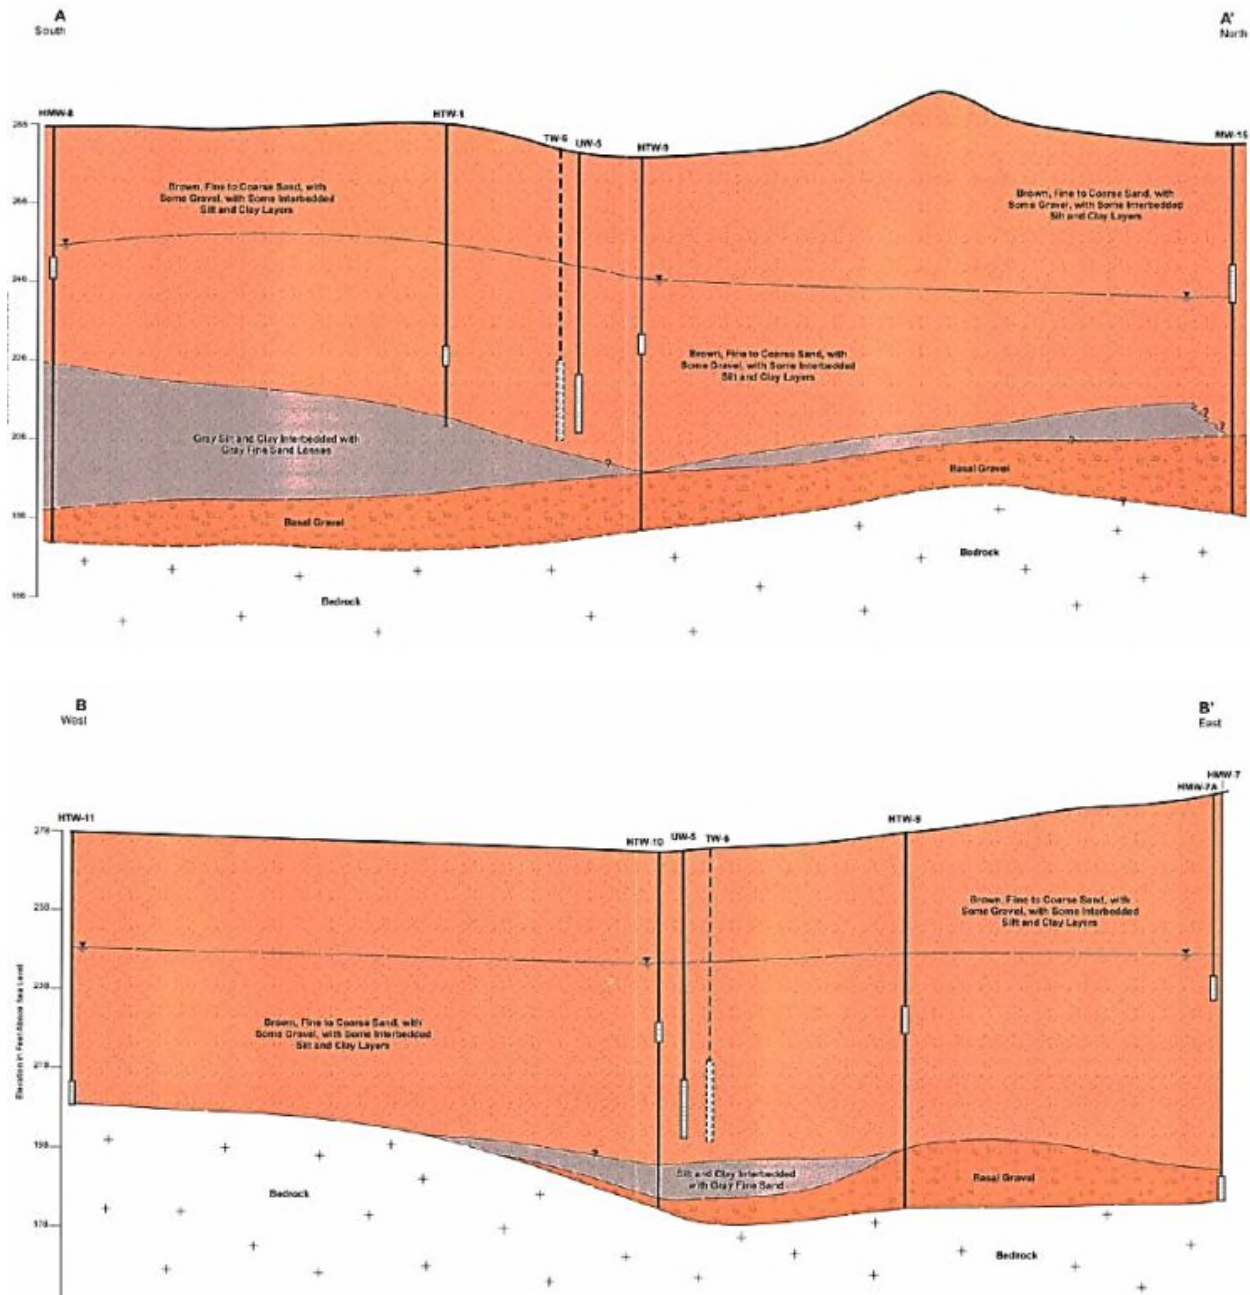 A
South
A'
North
HMW-8
HTW-1
TW-6
UW-5
HTW-9
MW-15
Brown, Fine to Coarse Sand, with
Some Gravel, with Some Interbedded
Silt and Clay Layers
Brown, Fine to Coarse Sand, with
Some Gravel, with Some Interbedded
Silt and Clay Layers
Brown, Fine to Coarse Sand, with
Some Gravel, with Some Interbedded
Silt and Clay Layers
Gray Silt and Clay Interbedded with
Gray Fine Sand Lenses
?
?
?
?
Basal Gravel
Basal Gravel
?
Bedrock
Bedrock
B
West
B'
East
HMW-7
HMW-7A
HTW-11
HTW-10
UW-5
TW-6
HTW-9
270
250
230
210
190
170
Elevation in Feet Above Sea Level
Brown, Fine to Coarse Sand, with
Some Gravel, with Some Interbedded
Silt and Clay Layers
Brown, Fine to Coarse Sand, with
Some Gravel, with Some Interbedded
Silt and Clay Layers
?
Silt and Clay Interbedded
with Gray Fine Sand
Basal Gravel
Bedrock
Bedrock